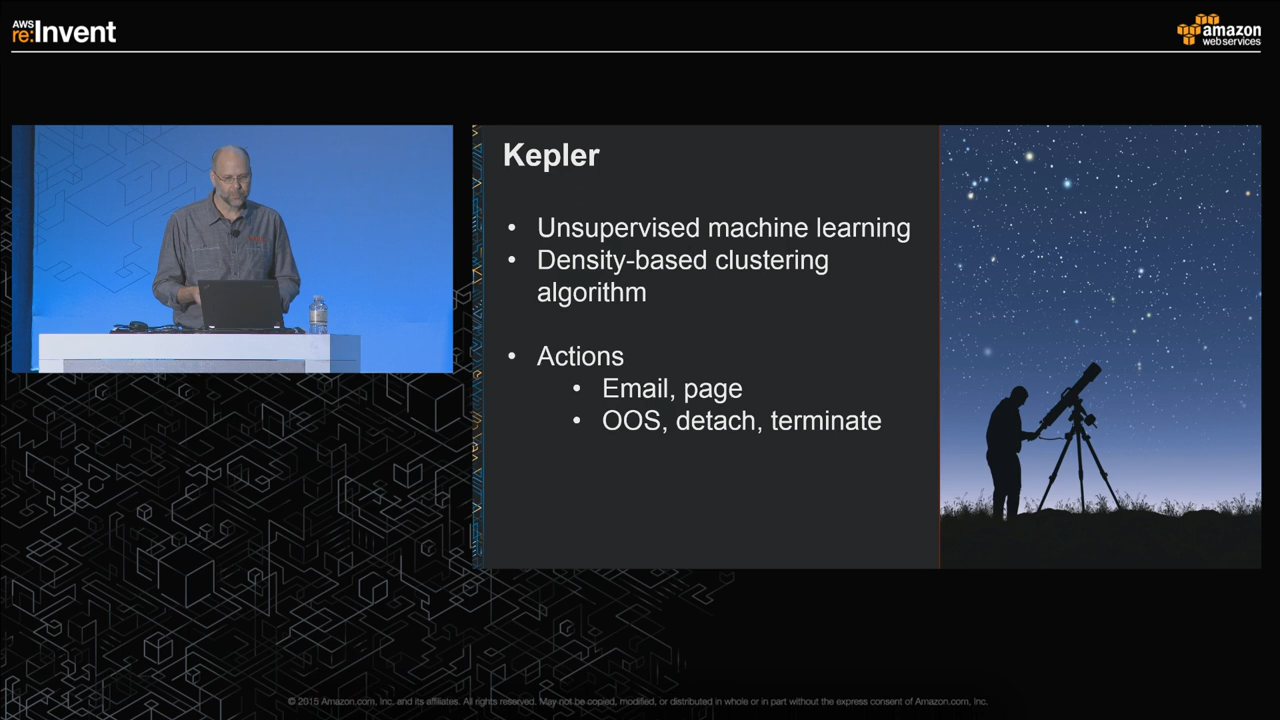 AWS
re:Invent
amazon
web services
Kepler
• Unsupervised machine learning
• Density-based clustering
algorithm
• Actions
• Email, page
• OOS, detach, terminate
© 2015 Amazon.com, Inc, and its affiliates. All rights reserved. May not be copied, modified, or distributed in whole or in part without the express consent of Amazon.com, Inc.